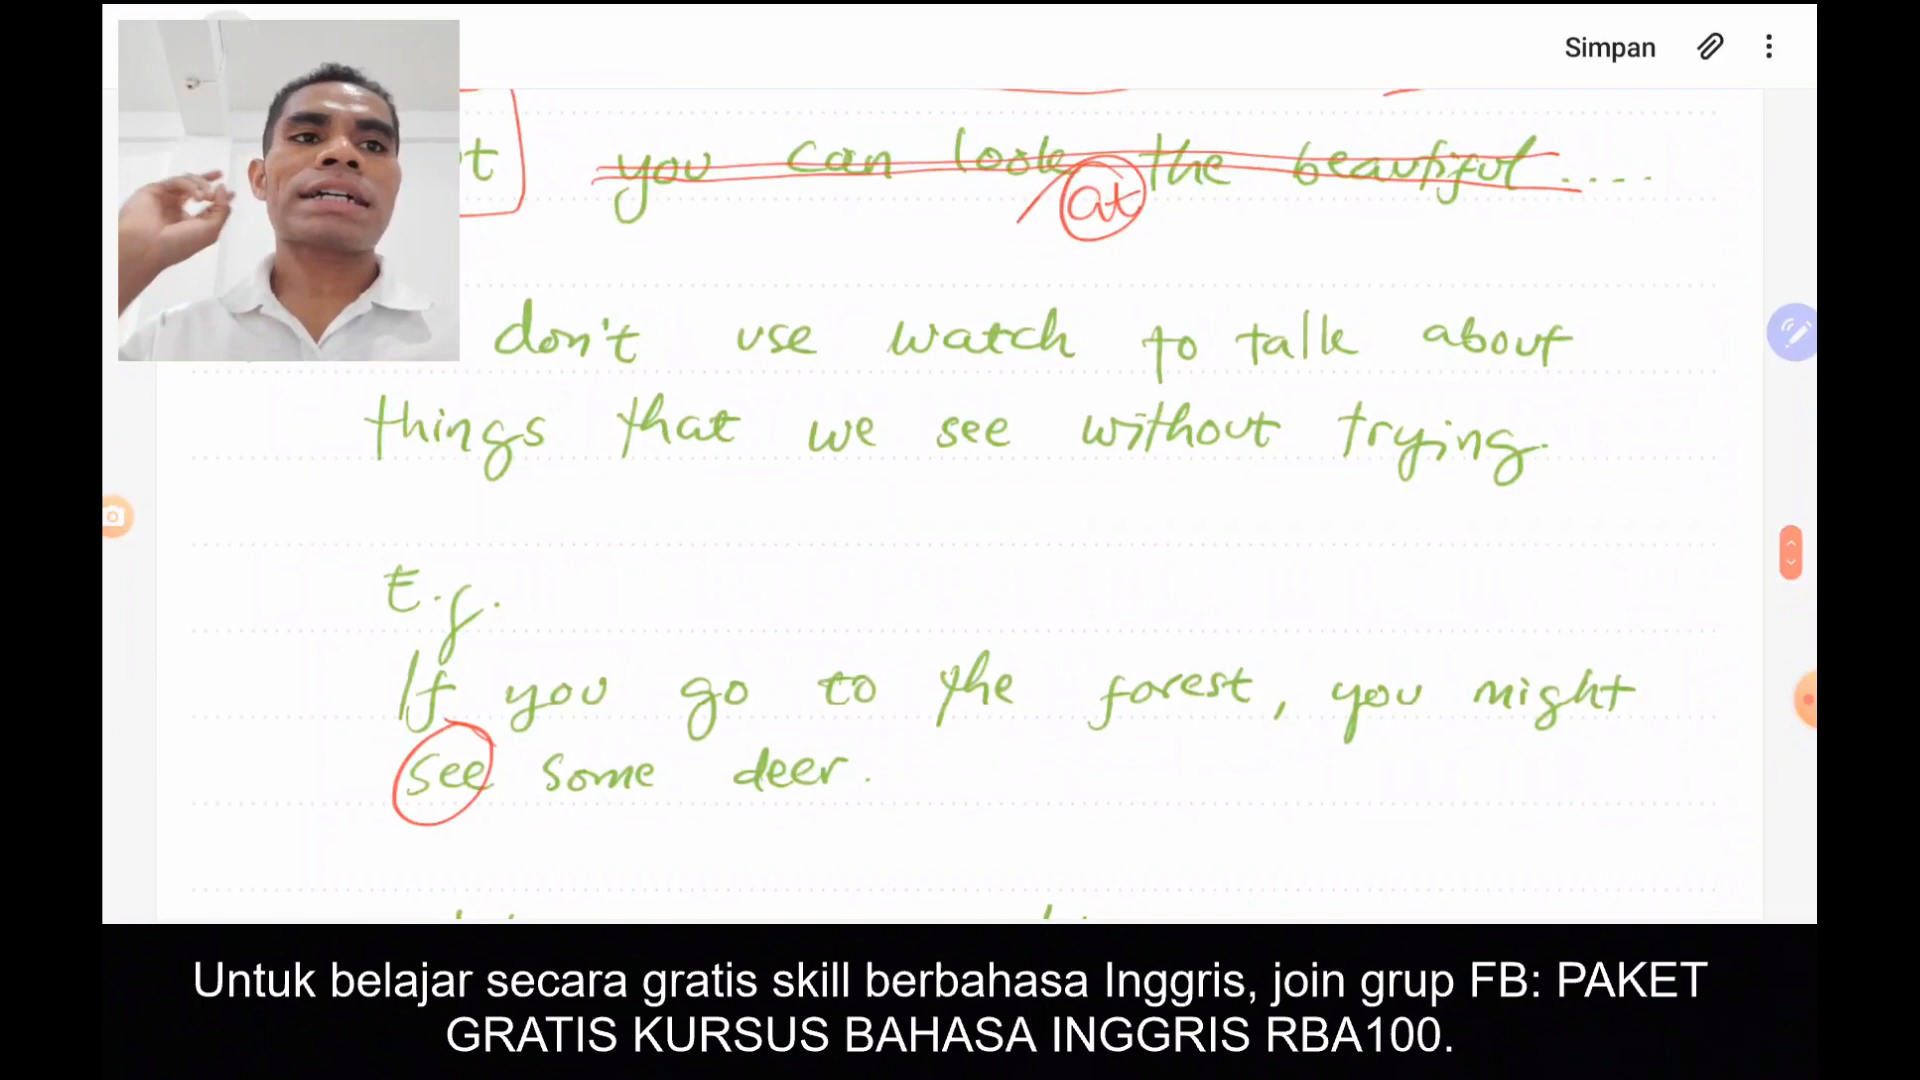 Simpan
t you can look the beautiful....
at
don't use watch to talk about
things that we see without trying.
E.g.
If you go to the forest, you might
see some deer.
Untuk belajar secara gratis skill berbahasa Inggris, join grup FB: PAKET
GRATIS KURSUS BAHASA INGGRIS RBA100.